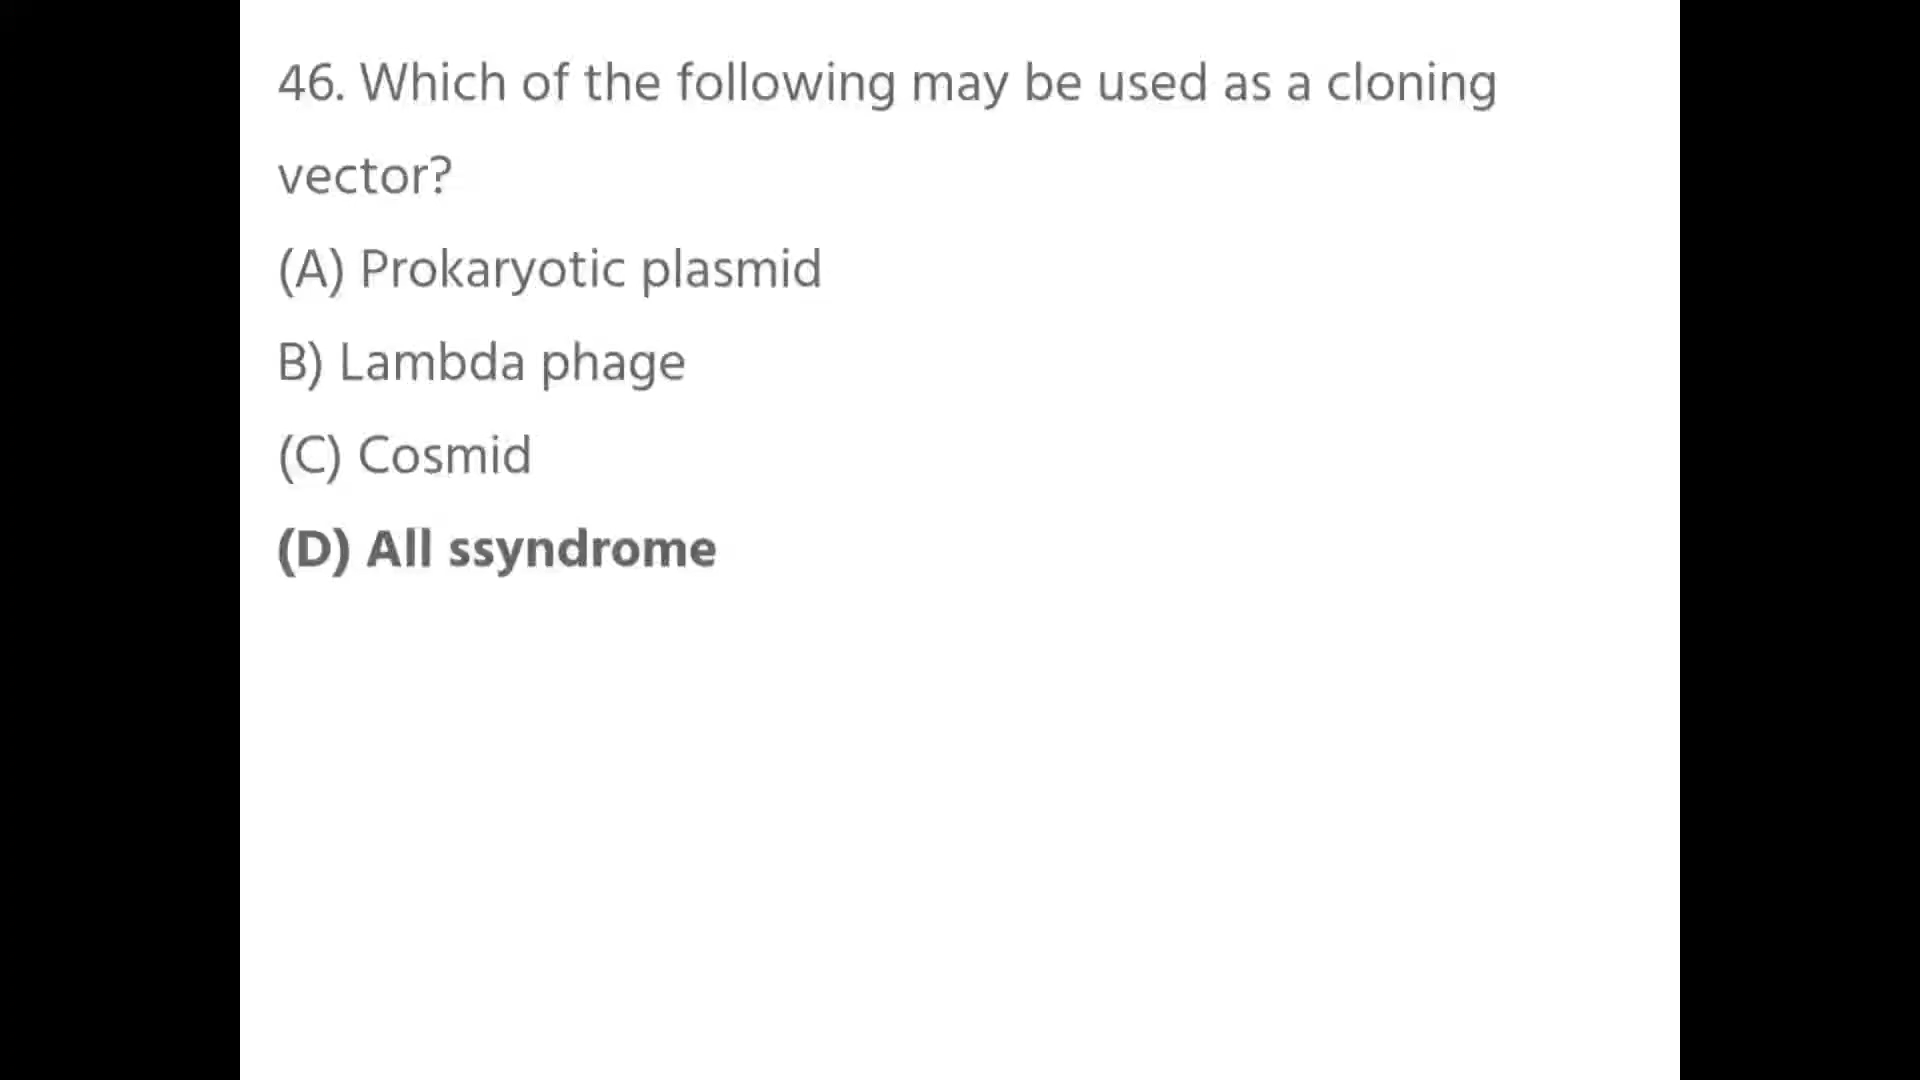 46. Which of the following may be used as a cloning
vector?
(A) Prokaryotic plasmid
B) Lambda phage
(C) Cosmid
(D) All ssyndrome